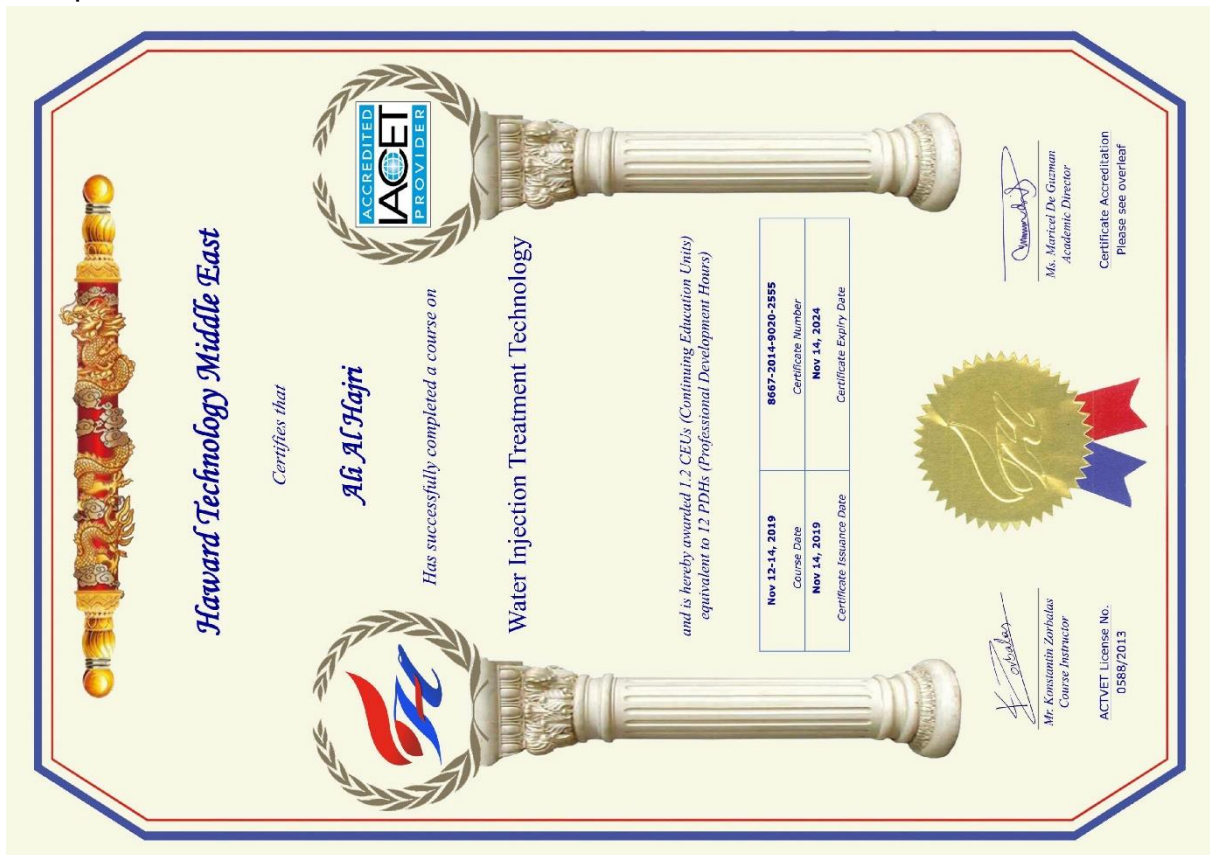 Haward Technology Middle East
Certifies that
ACCREDITED
IACET
PROVIDER
Ali Al Hajri
Has successfully completed a course on
Water Injection Treatment Technology
and is hereby awarded 1.2 CEUs (Continuing Education Units)
equivalent to 12 PDHs (Professional Development Hours)
Nov 12-14, 2019
Course Date
8667-2014-9020-2555
Certificate Number
Nov 14, 2019
Certificate Issuance Date
Nov 14, 2024
Certificate Expiry Date
Mr. Konstantin Zorbalas
Course Instructor
ACTVET License No.
0588/2013
Ms. Maricel De Guzman
Academic Director
Certificate Accreditation
Please see overleaf